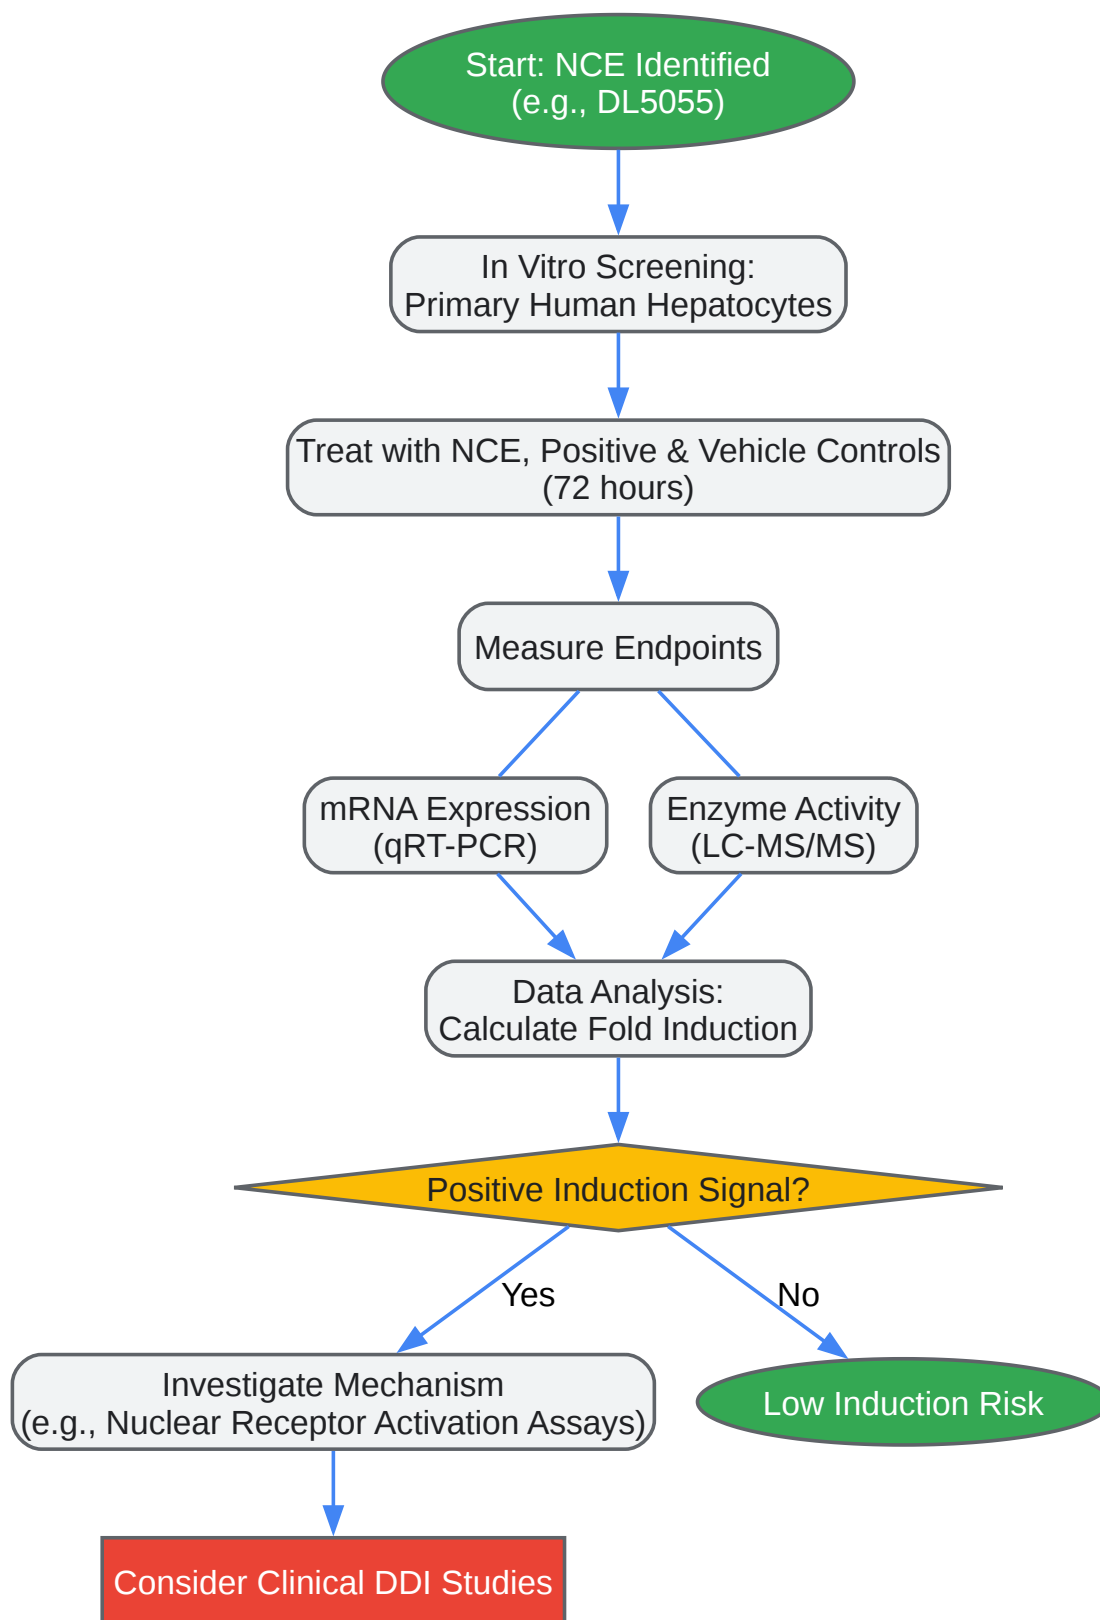 Start: NCE Identified
(e.g., DL5055)
In Vitro Screening:
Primary Human Hepatocytes
Treat with NCE, Positive & Vehicle Controls
(72 hours)
Measure Endpoints
mRNA Expression
(qRT-PCR)
Enzyme Activity
(LC-MS/MS)
Data Analysis:
Calculate Fold Induction
Positive Induction Signal?
Yes
No
Investigate Mechanism
(e.g., Nuclear Receptor Activation Assays)
Low Induction Risk
Consider Clinical DDI Studies